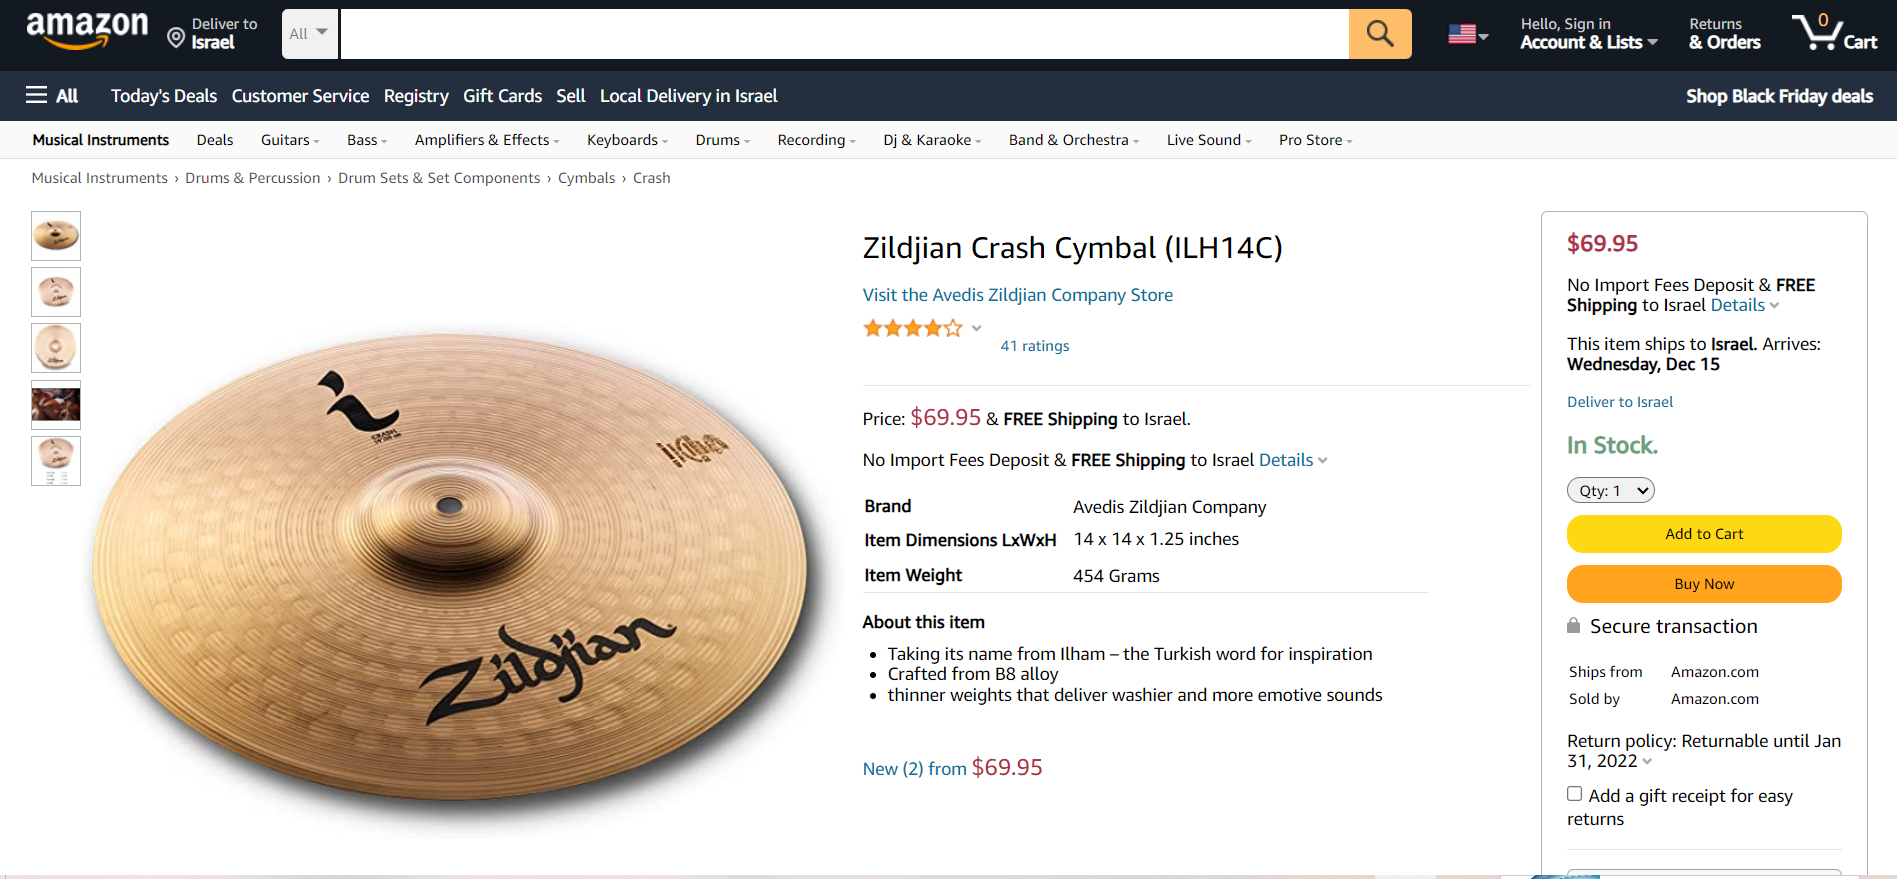 amazon
Deliver to
Israel
All
Hello, Sign in
Account & Lists
Returns
& Orders
0
Cart
All
Today's Deals
Customer Service
Registry
Gift Cards
Sell
Local Delivery in Israel
Shop Black Friday deals
Musical Instruments
Deals
Guitars
Bass
Amplifiers & Effects
Keyboards
Drums
Recording
Dj & Karaoke
Band & Orchestra
Live Sound
Pro Store
Musical Instruments › Drums & Percussion › Drum Sets & Set Components › Cymbals › Crash
i
CRASH
Zildjian
Zildjian Crash Cymbal (ILH14C)
Visit the Avedis Zildjian Company Store
41 ratings
Price: $69.95 & FREE Shipping to Israel.
No Import Fees Deposit & FREE Shipping to Israel Details
Brand Avedis Zildjian Company
Item Dimensions LxWxH 14 x 14 x 1.25 inches
Item Weight 454 Grams
About this item
• Taking its name from Ilham – the Turkish word for inspiration
• Crafted from B8 alloy
• thinner weights that deliver washier and more emotive sounds
New (2) from $69.95
$69.95
No Import Fees Deposit & FREE
Shipping to Israel Details
This item ships to Israel. Arrives:
Wednesday, Dec 15
Deliver to Israel
In Stock.
Qty: 1
Add to Cart
Buy Now
Secure transaction
Ships from Amazon.com
Sold by Amazon.com
Return policy: Returnable until Jan
31, 2022
Add a gift receipt for easy
returns